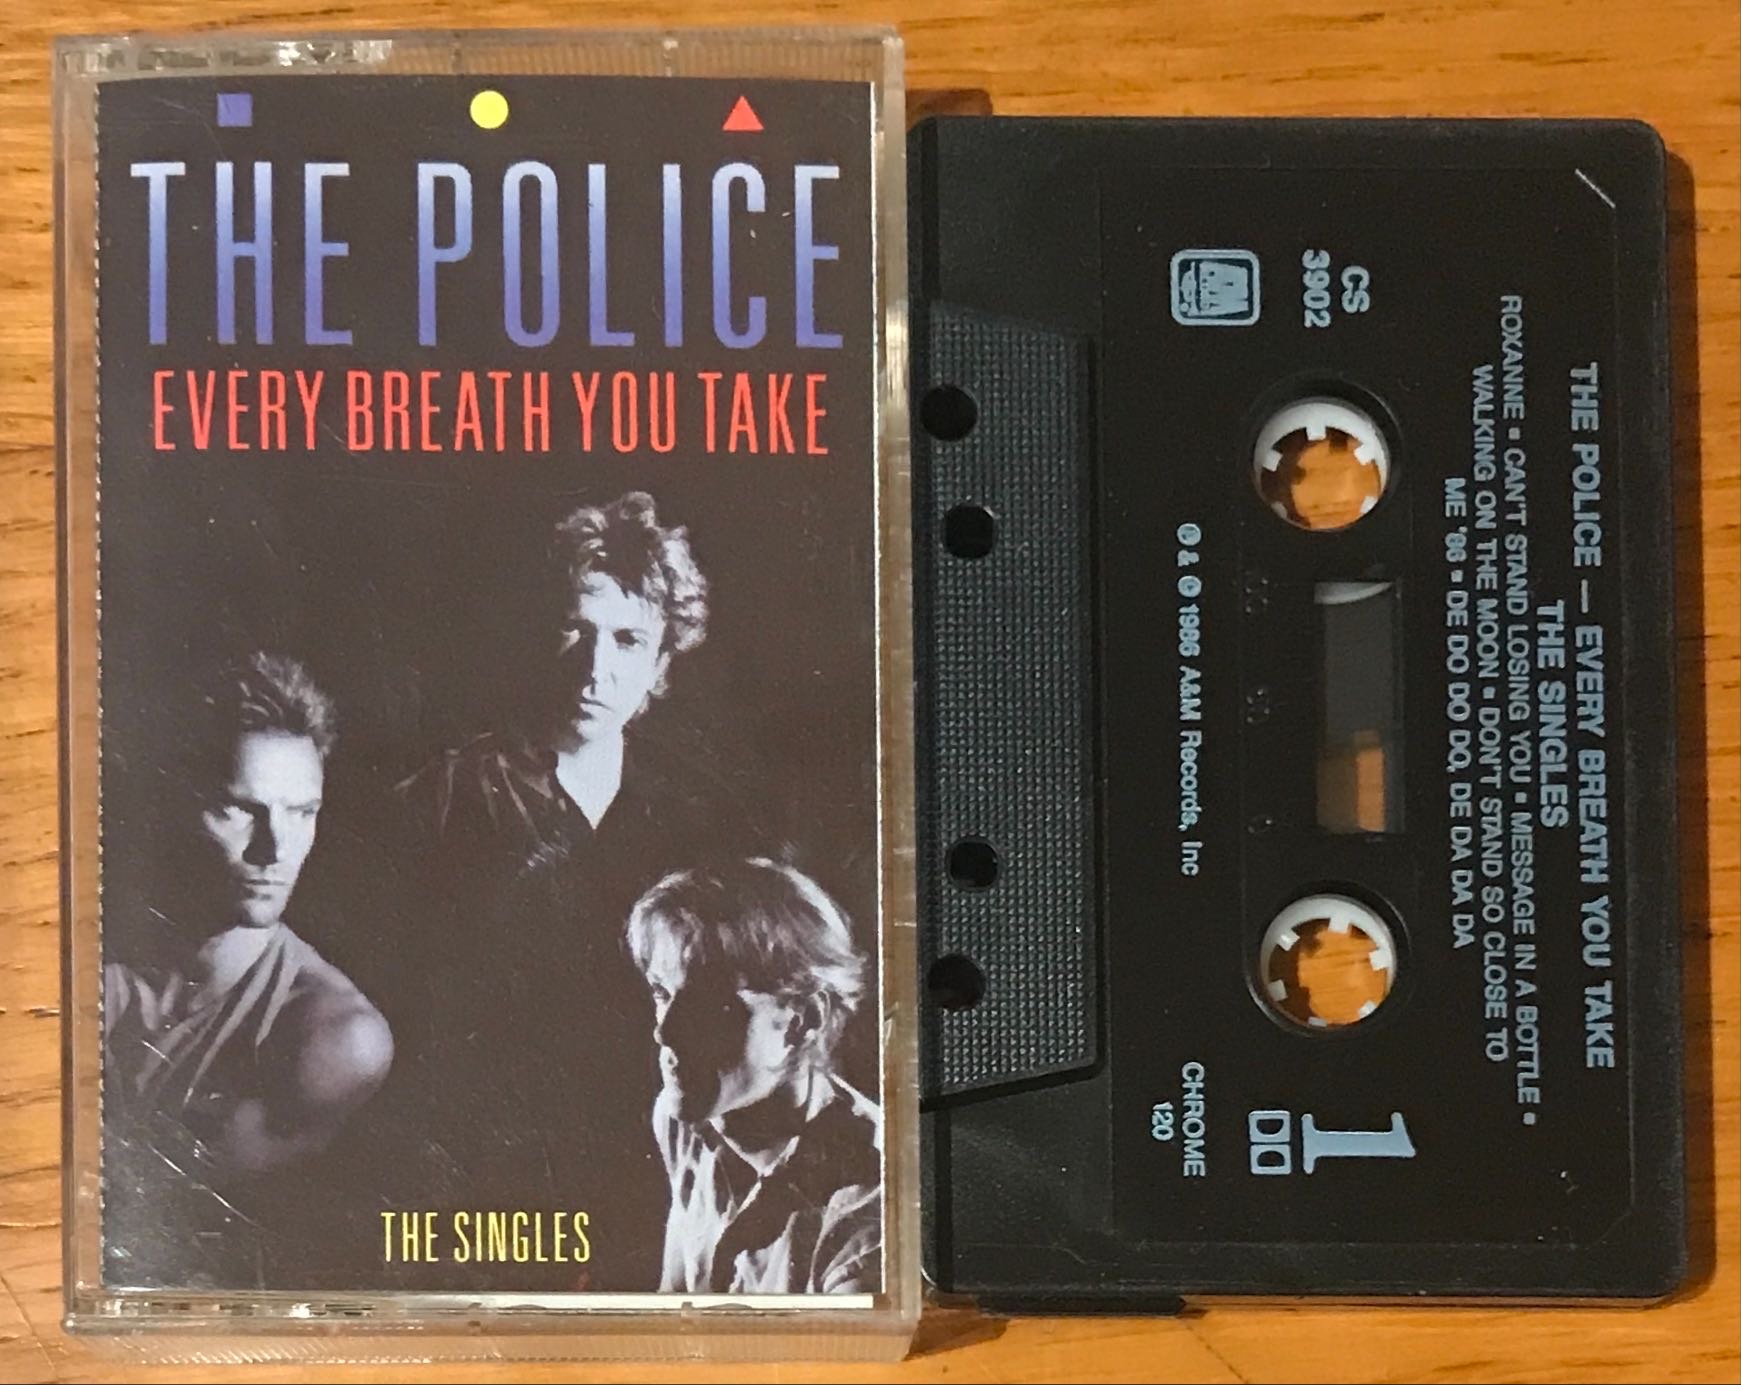 THE POLICE
EVERY BREATH YOU TAKE
THE SINGLES
THE POLICE — EVERY BREATH YOU TAKE
THE SINGLES
ROXANNE ▪ CAN'T STAND LOSING YOU ▪ MESSAGE IN A BOTTLE ▪
WALKING ON THE MOON ▪ DON'T STAND SO CLOSE TO
ME '86 ▪ DE DO DO DO, DE DA DA DA
CS
3902
1
℗ & © 1986 A&M Records, Inc
CHROME
120